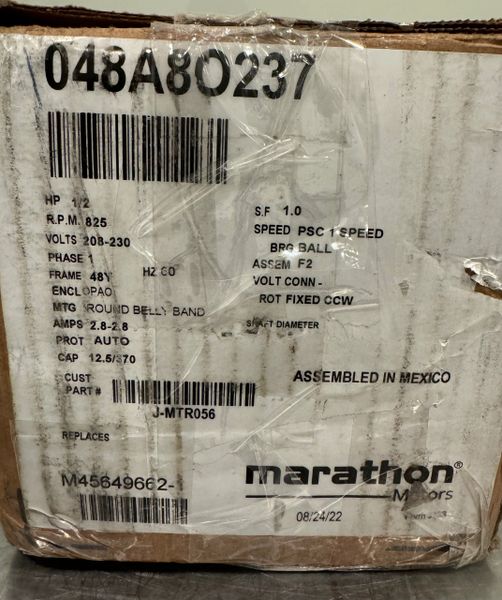 048A8O237
HP 1/2
R.P.M. 825
VOLTS 208-230
PHASE 1
FRAME 48Y HZ 60
ENCL OPAO
MTG ROUND BELLY BAND
AMPS 2.8-2.8
PROT AUTO
CAP 12.5/370
S.F 1.0
SPEED PSC 1 SPEED
BRG BALL
ASSEM F2
VOLT CONN -
ROT FIXED CCW
SHAFT DIAMETER
CUST
PART #
J-MTR056
ASSEMBLED IN MEXICO
REPLACES
M45649662-
marathon®
Motors
08/24/22